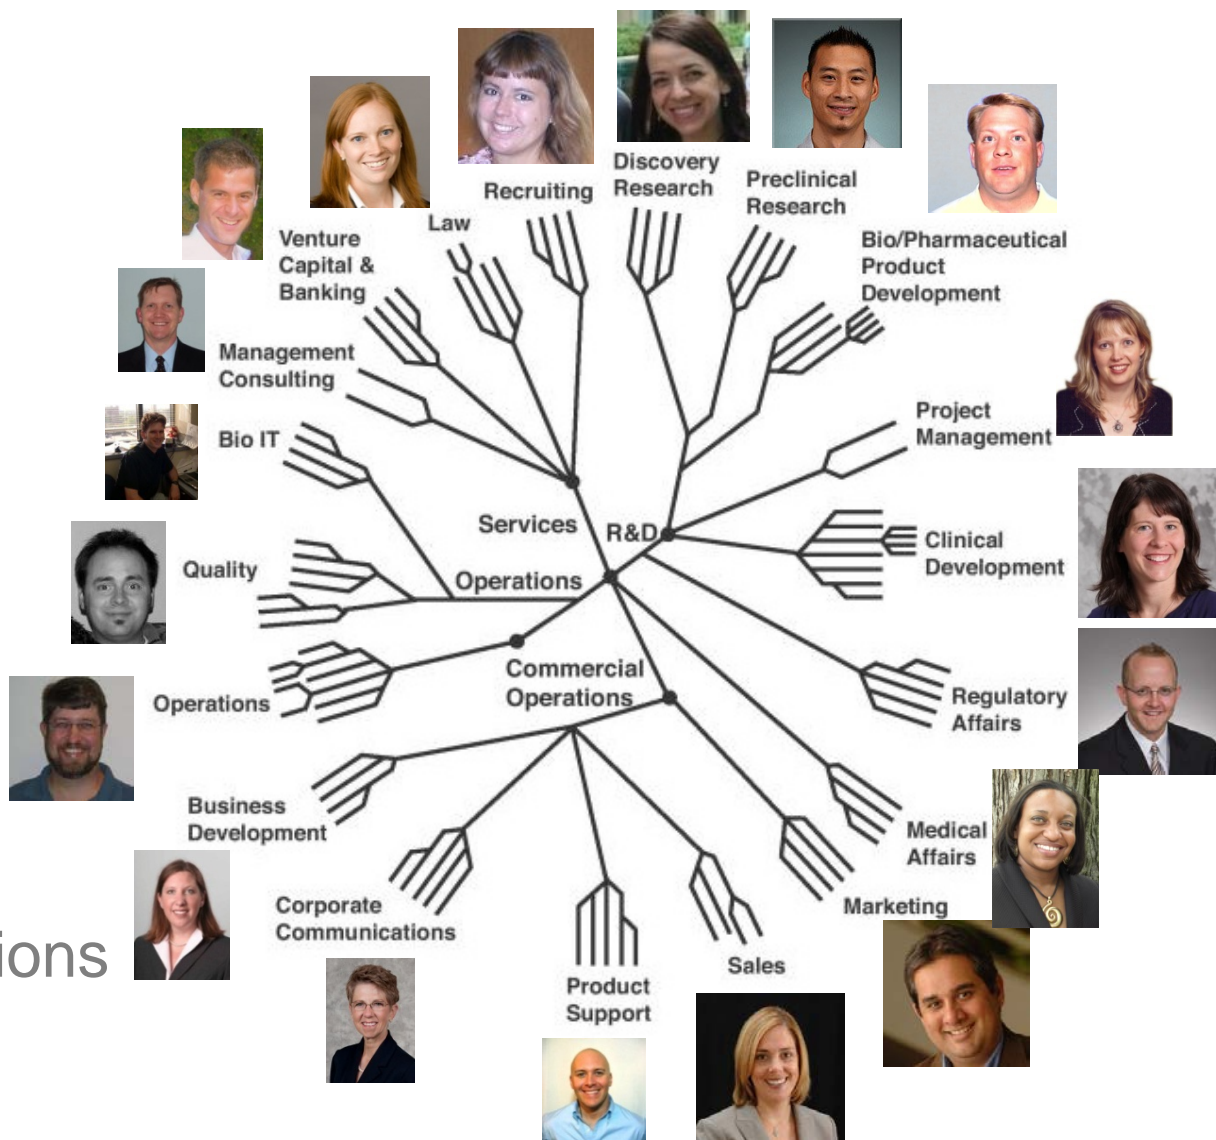 Discovery
Research
Preclinical
Research
Recruiting
Law
Venture
Capital &
Banking
Bio/Pharmaceutical
Product
Development
Management
Consulting
Project
Management
Bio IT
Services
R&D
Clinical
Development
Quality
Operations
Commercial
Operations
Operations
Regulatory
Affairs
Business
Development
Medical
Affairs
Corporate
Communications
Marketing
ions
Sales
Product
Support